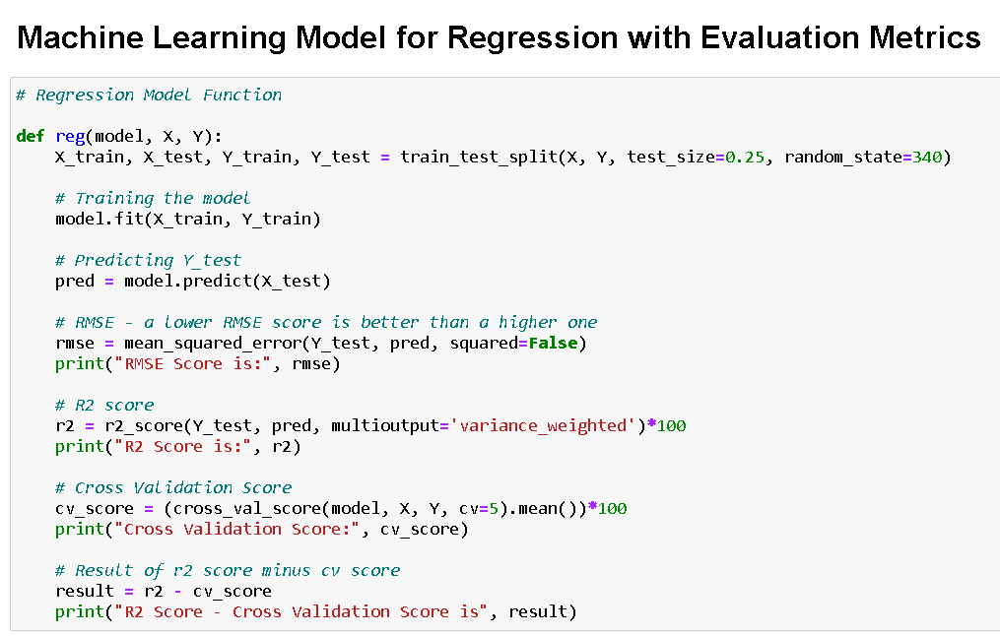 Machine Learning Model for Regression with Evaluation Metrics
# Regression Model Function
def reg(model, X, Y):
    X_train, X_test, Y_train, Y_test = train_test_split(X, Y, test_size=0.25, random_state=340)
    # Training the model
    model.fit(X_train, Y_train)
    # Predicting Y_test
    pred = model.predict(X_test)
    # RMSE - a lower RMSE score is better than a higher one
    rmse = mean_squared_error(Y_test, pred, squared=False)
    print("RMSE Score is:", rmse)
    # R2 score
    r2 = r2_score(Y_test, pred, multioutput='variance_weighted')*100
    print("R2 Score is:", r2)
    # Cross Validation Score
    cv_score = (cross_val_score(model, X, Y, cv=5).mean())*100
    print("Cross Validation Score:", cv_score)
    # Result of r2 score minus cv score
    result = r2 - cv_score
    print("R2 Score - Cross Validation Score is", result)